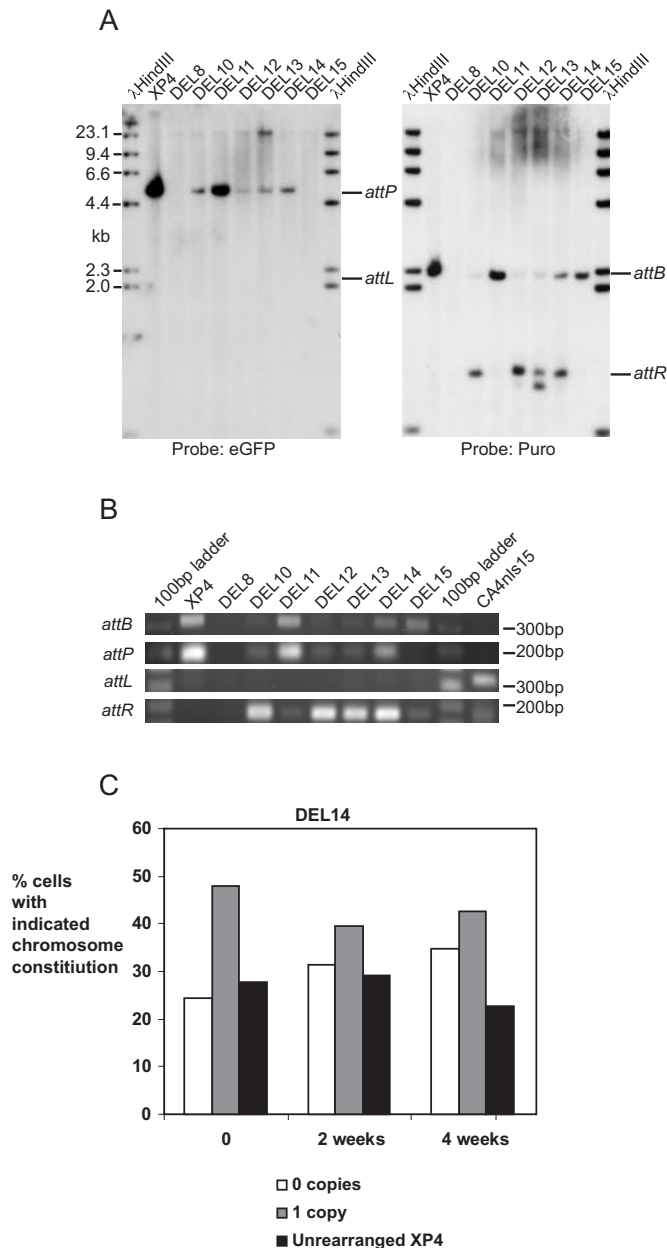 A
λHindIII XP4 DEL8 DEL10 DEL11 DEL12 DEL13 DEL14 DEL15 λHindIII
λHindIII XP4 DEL8 DEL10 DEL11 DEL12 DEL13 DEL14 DEL15 λHindIII
23.1
9.4
6.6
4.4
kb
2.3
2.0
attP
attL
attB
attR
Probe: eGFP
Probe: Puro
B
100bp ladder XP4 DEL8 DEL10 DEL11 DEL12 DEL13 DEL14 DEL15 100bp ladder CA4nls15
attB 300bp
attP 200bp
attL 300bp
attR 200bp
C
DEL14
% cells
with
indicated
chromosome
constitiution
60
50
40
30
20
10
0
0 2 weeks 4 weeks
0 copies
1 copy
Unrearranged XP4